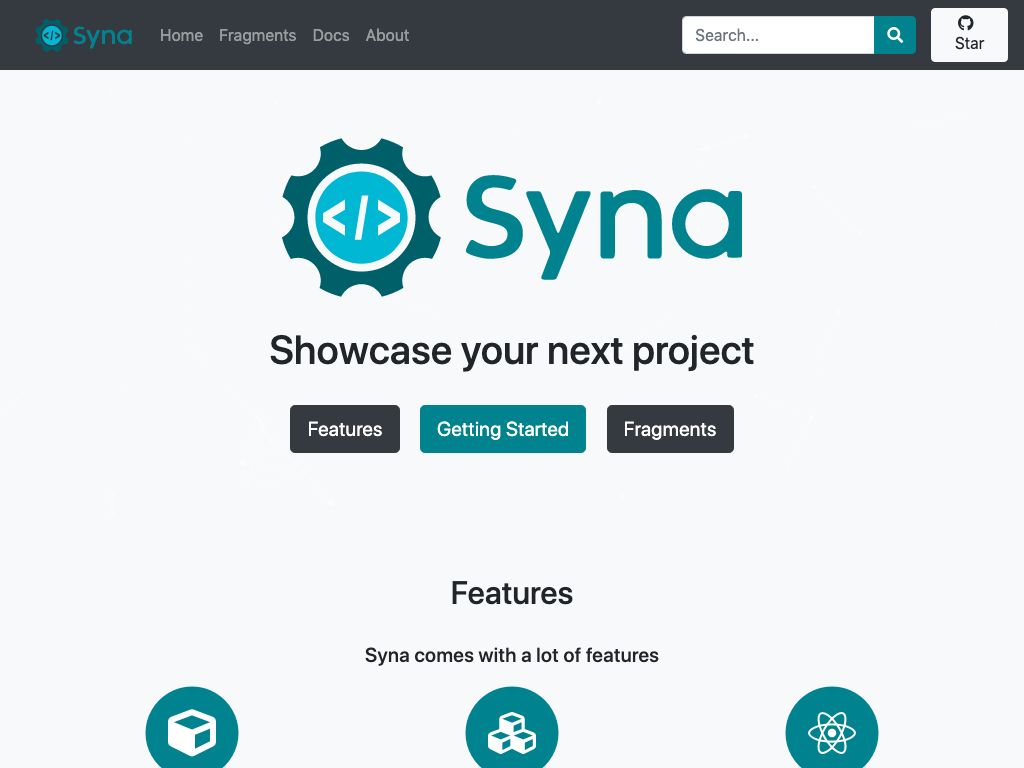 Syna
Home Fragments Docs About
Search...
Star
</> Syna
Showcase your next project
Features Getting Started Fragments
Features
Syna comes with a lot of features